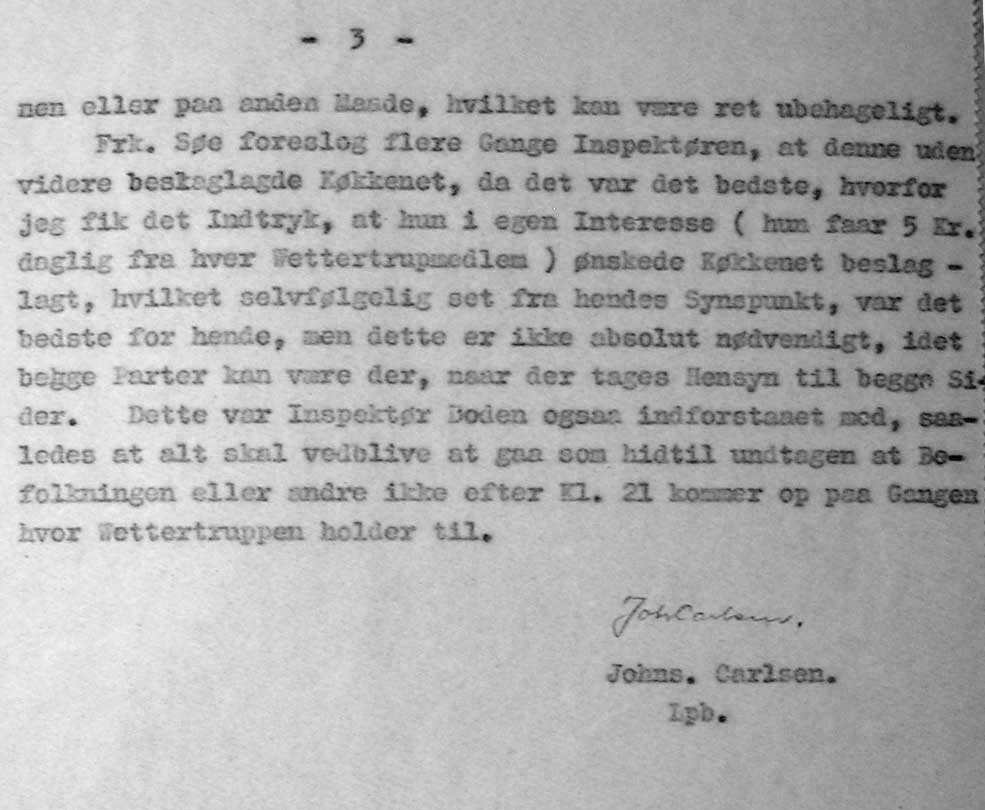 - 3 -
nen eller paa anden Maade, hvilket kan være ret ubehageligt.
Frk. Søe foreslog flere Gange Inspektøren, at denne uden
videre beskaglagde Køkkenet, da det var det bedste, hvorfor
jeg fik det Indtryk, at hun i egen Interesse ( hun faar 5 Kr.
daglig fra hver Wettertrupmedlem ) ønskede Køkkenet beslag -
lagt, hvilket selvfølgelig set fra hendes Synspunkt, var det
bedste for hende, men dette er ikke absolut nødvendigt, idet
begge Parter kan være der, naar der tages Hensyn til begge Si-
der. Dette var Inspektør Boden ogsaa indforstaaet med, saa-
ledes at alt skal vedblive at gaa som hidtil undtagen at Be-
folkningen eller andre ikke efter Kl. 21 kommer op paa Gangen
hvor Wettertruppen holder til.
Joh Carlsen.
Johns. Carlsen.
Lpb.